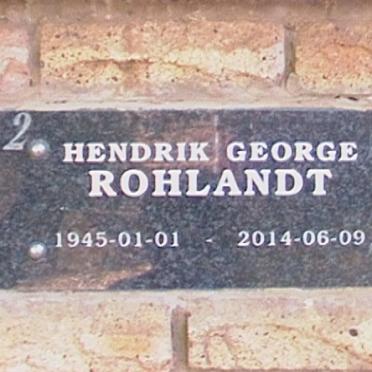 2
HENDRIK GEORGE
ROHLANDT
1945-01-01 - 2014-06-09